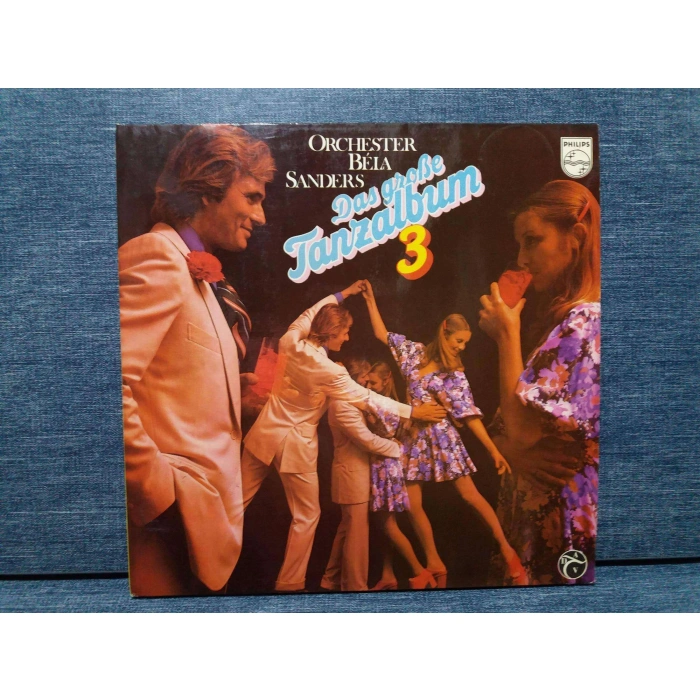 ORCHESTER
BÉLA
SANDERS
Das große
Tanzalbum
3
PHILIPS